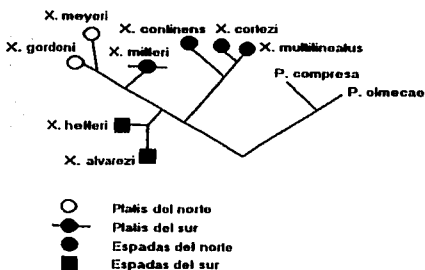 X. meyeri
X. gordoni
X. milleri
X. continens
X. cortezi
X. multilineatus
P. compresa
P. olmecae
X. helleri
X. alvarezi
Platis del norte
Platis del sur
Espadas del norte
Espadas del sur